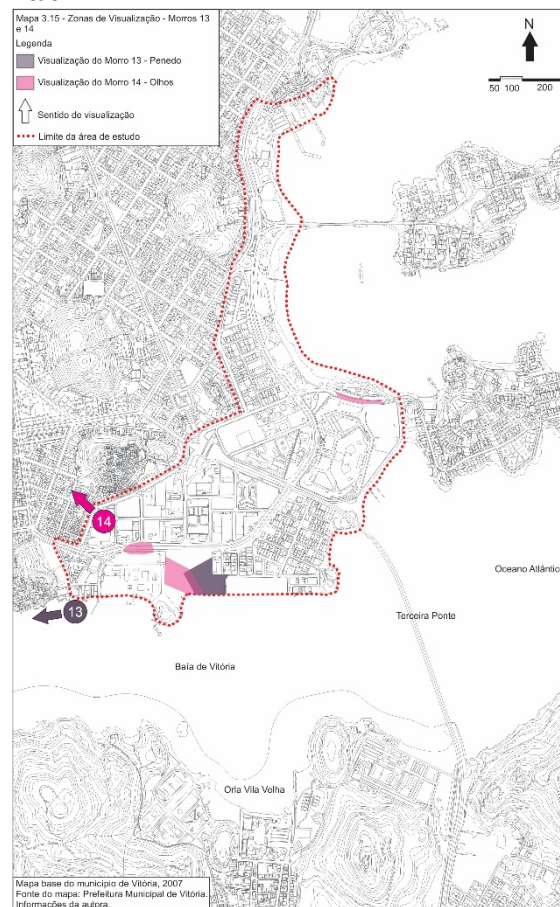 Mapa 3.15 - Zonas de Visualização - Morros 13
e 14
Legenda
Visualização do Morro 13 - Penedo
Visualização do Morro 14 - Olhos
Sentido de visualização
Limite da área de estudo
N
50 100 200
14
13
Oceano Atlântico
Terceira Ponte
Baía de Vitória
Orla Vila Velha
Mapa base do município de Vitória, 2007
Fonte do mapa: Prefeitura Municipal de Vitória.
Informações da autora.